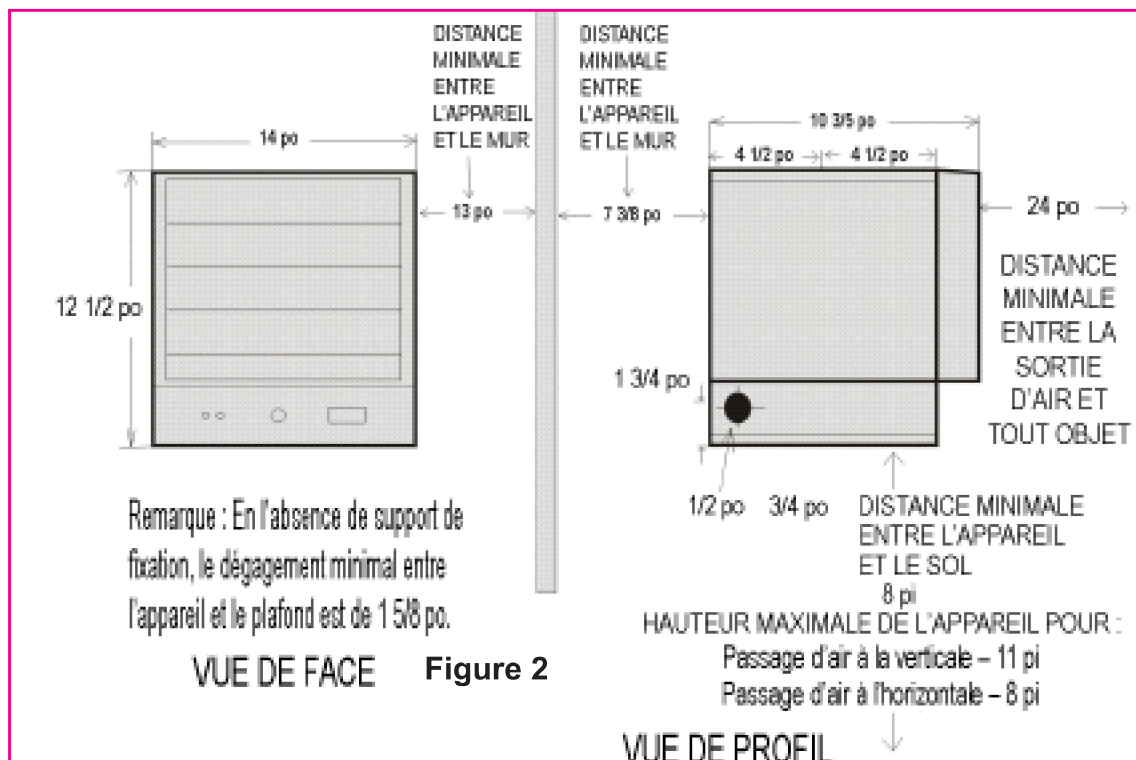 DISTANCE
MINIMALE
ENTRE
L'APPAREIL
ET LE MUR
14 po
13 po
12 1/2 po
Remarque : En l'absence de support de
fixation, le dégagement minimal entre
l'appareil et le plafond est de 1 5/8 po.
VUE DE FACE
Figure 2
DISTANCE
MINIMALE
ENTRE
L'APPAREIL
ET LE MUR
7 3/8 po
10 3/5 po
4 1/2 po
4 1/2 po
24 po
DISTANCE
MINIMALE
ENTRE LA
SORTIE
D'AIR ET
TOUT OBJET
1 3/4 po
1/2 po 3/4 po
DISTANCE MINIMALE
ENTRE L'APPAREIL
ET LE SOL
8 pi
HAUTEUR MAXIMALE DE L'APPAREIL POUR :
Passage d'air à la verticale – 11 pi
Passage d'air à l'horizontale – 8 pi
VUE DE PROFIL